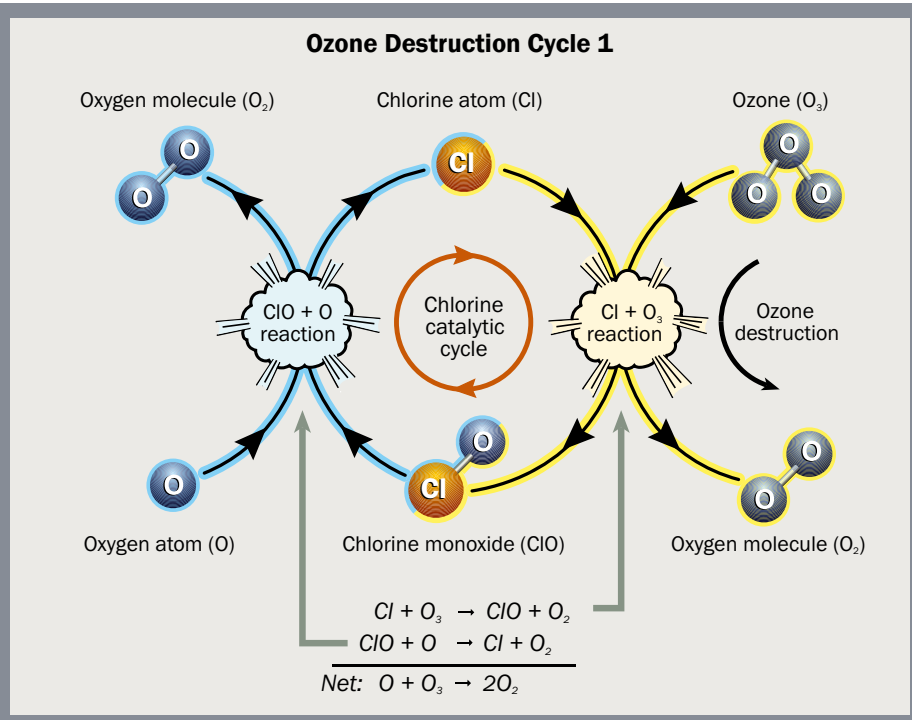 Ozone Destruction Cycle 1
Oxygen molecule (O₂)
Chlorine atom (Cl)
Ozone (O₃)
O
O
Cl
O
O
O
ClO + O
reaction
Chlorine
catalytic
cycle
Cl + O₃
reaction
Ozone
destruction
O
Cl
O
O
O
Oxygen atom (O)
Chlorine monoxide (ClO)
Oxygen molecule (O₂)
Cl + O₃ → ClO + O₂
ClO + O → Cl + O₂
Net: O + O₃ → 2O₂